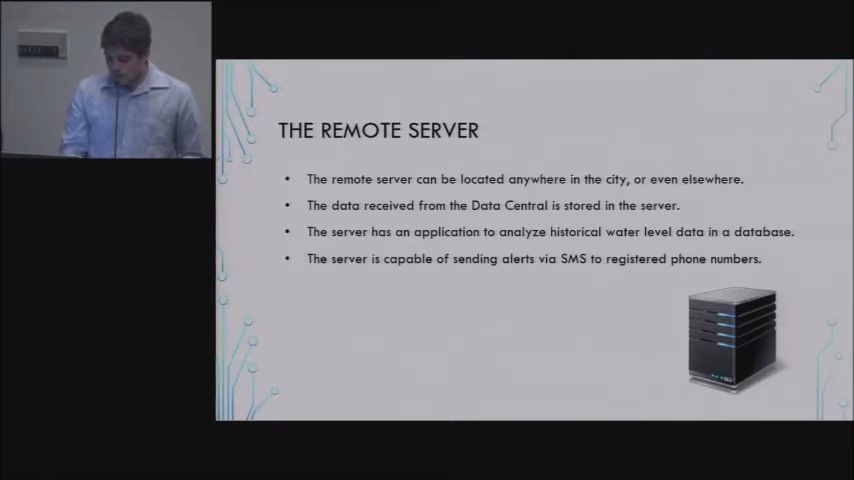 THE REMOTE SERVER
• The remote server can be located anywhere in the city, or even elsewhere.
• The data received from the Data Central is stored in the server.
• The server has an application to analyze historical water level data in a database.
• The server is capable of sending alerts via SMS to registered phone numbers.